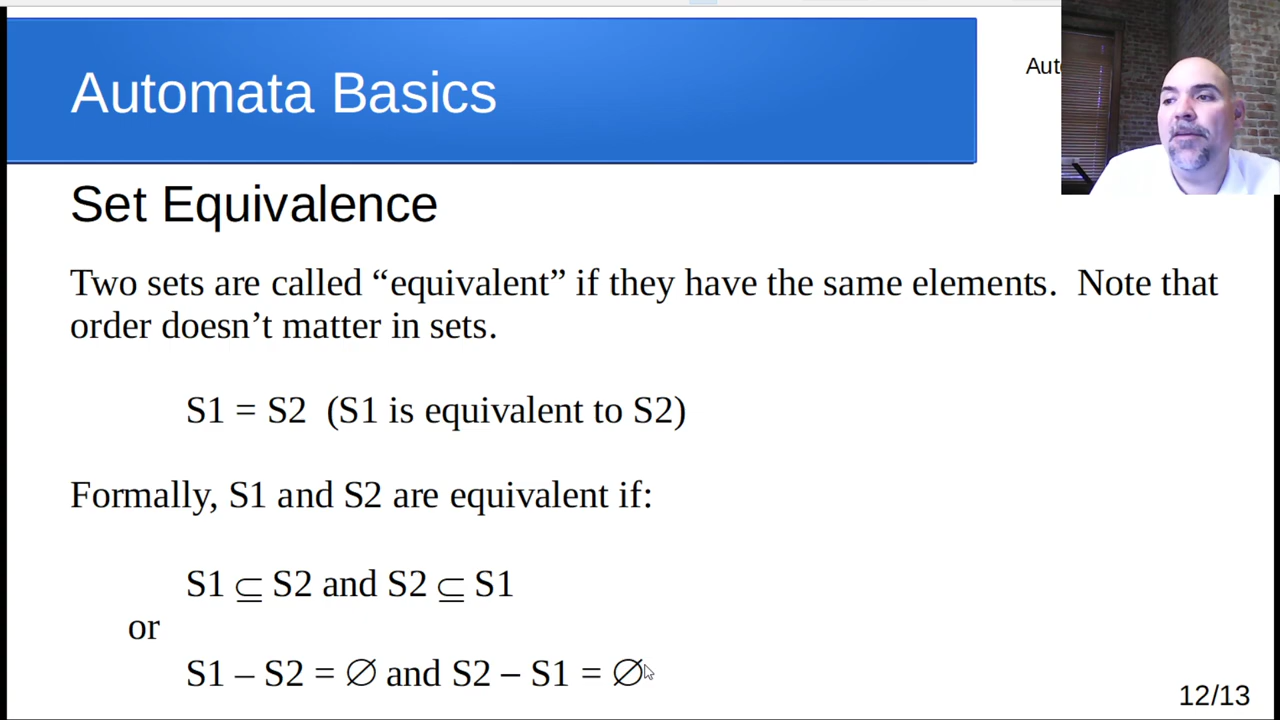 Automata Basics
Set Equivalence
Two sets are called “equivalent” if they have the same elements.  Note that
order doesn’t matter in sets.
S1 = S2  (S1 is equivalent to S2)
Formally, S1 and S2 are equivalent if:
S1 ⊆ S2 and S2 ⊆ S1
or
S1 – S2 = ∅ and S2 – S1 = ∅
12/13